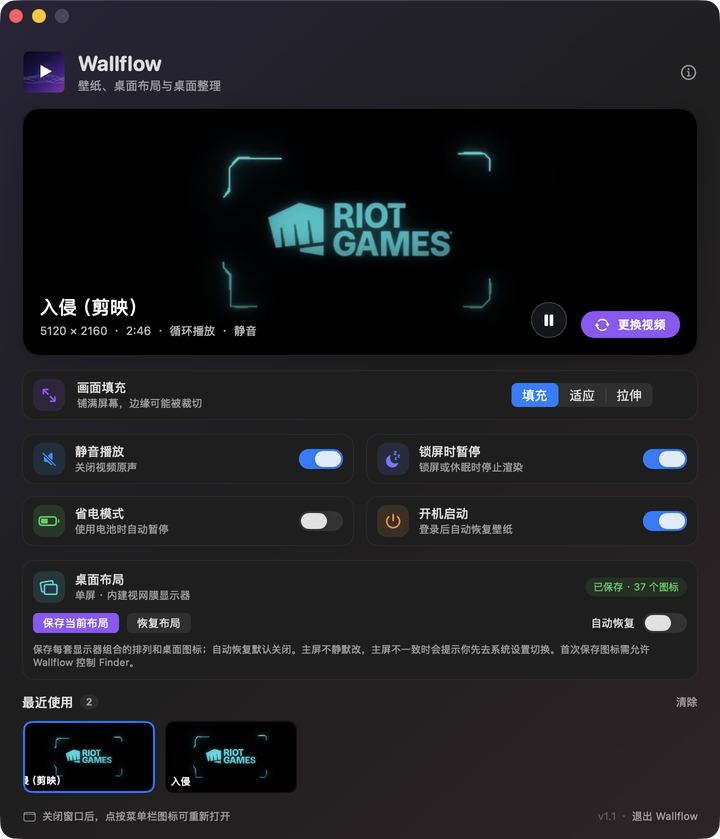 Wallflow
壁纸、桌面布局与桌面整理
RIOT
GAMES
入侵（剪映）
5120 × 2160 · 2:46 · 循环播放 · 静音
更换视频
画面填充
铺满屏幕，边缘可能被裁切
填充
适应
拉伸
静音播放
关闭视频原声
锁屏时暂停
锁屏或休眠时停止渲染
省电模式
使用电池时自动暂停
开机启动
登录后自动恢复壁纸
桌面布局
单屏 · 内建视网膜显示器
已保存 · 37 个图标
保存当前布局
恢复布局
自动恢复
保存每套显示器组合的排列和桌面图标；自动恢复默认关闭。主屏不静默改，主屏不一致时会提示你先去系统设置切换。首次保存图标需允许
Wallflow 控制 Finder。
最近使用 2
清除
RIOT
GAMES
（剪映）
RIOT
GAMES
入侵
关闭窗口后，点按菜单栏图标可重新打开
v1.1 · 退出 Wallflow